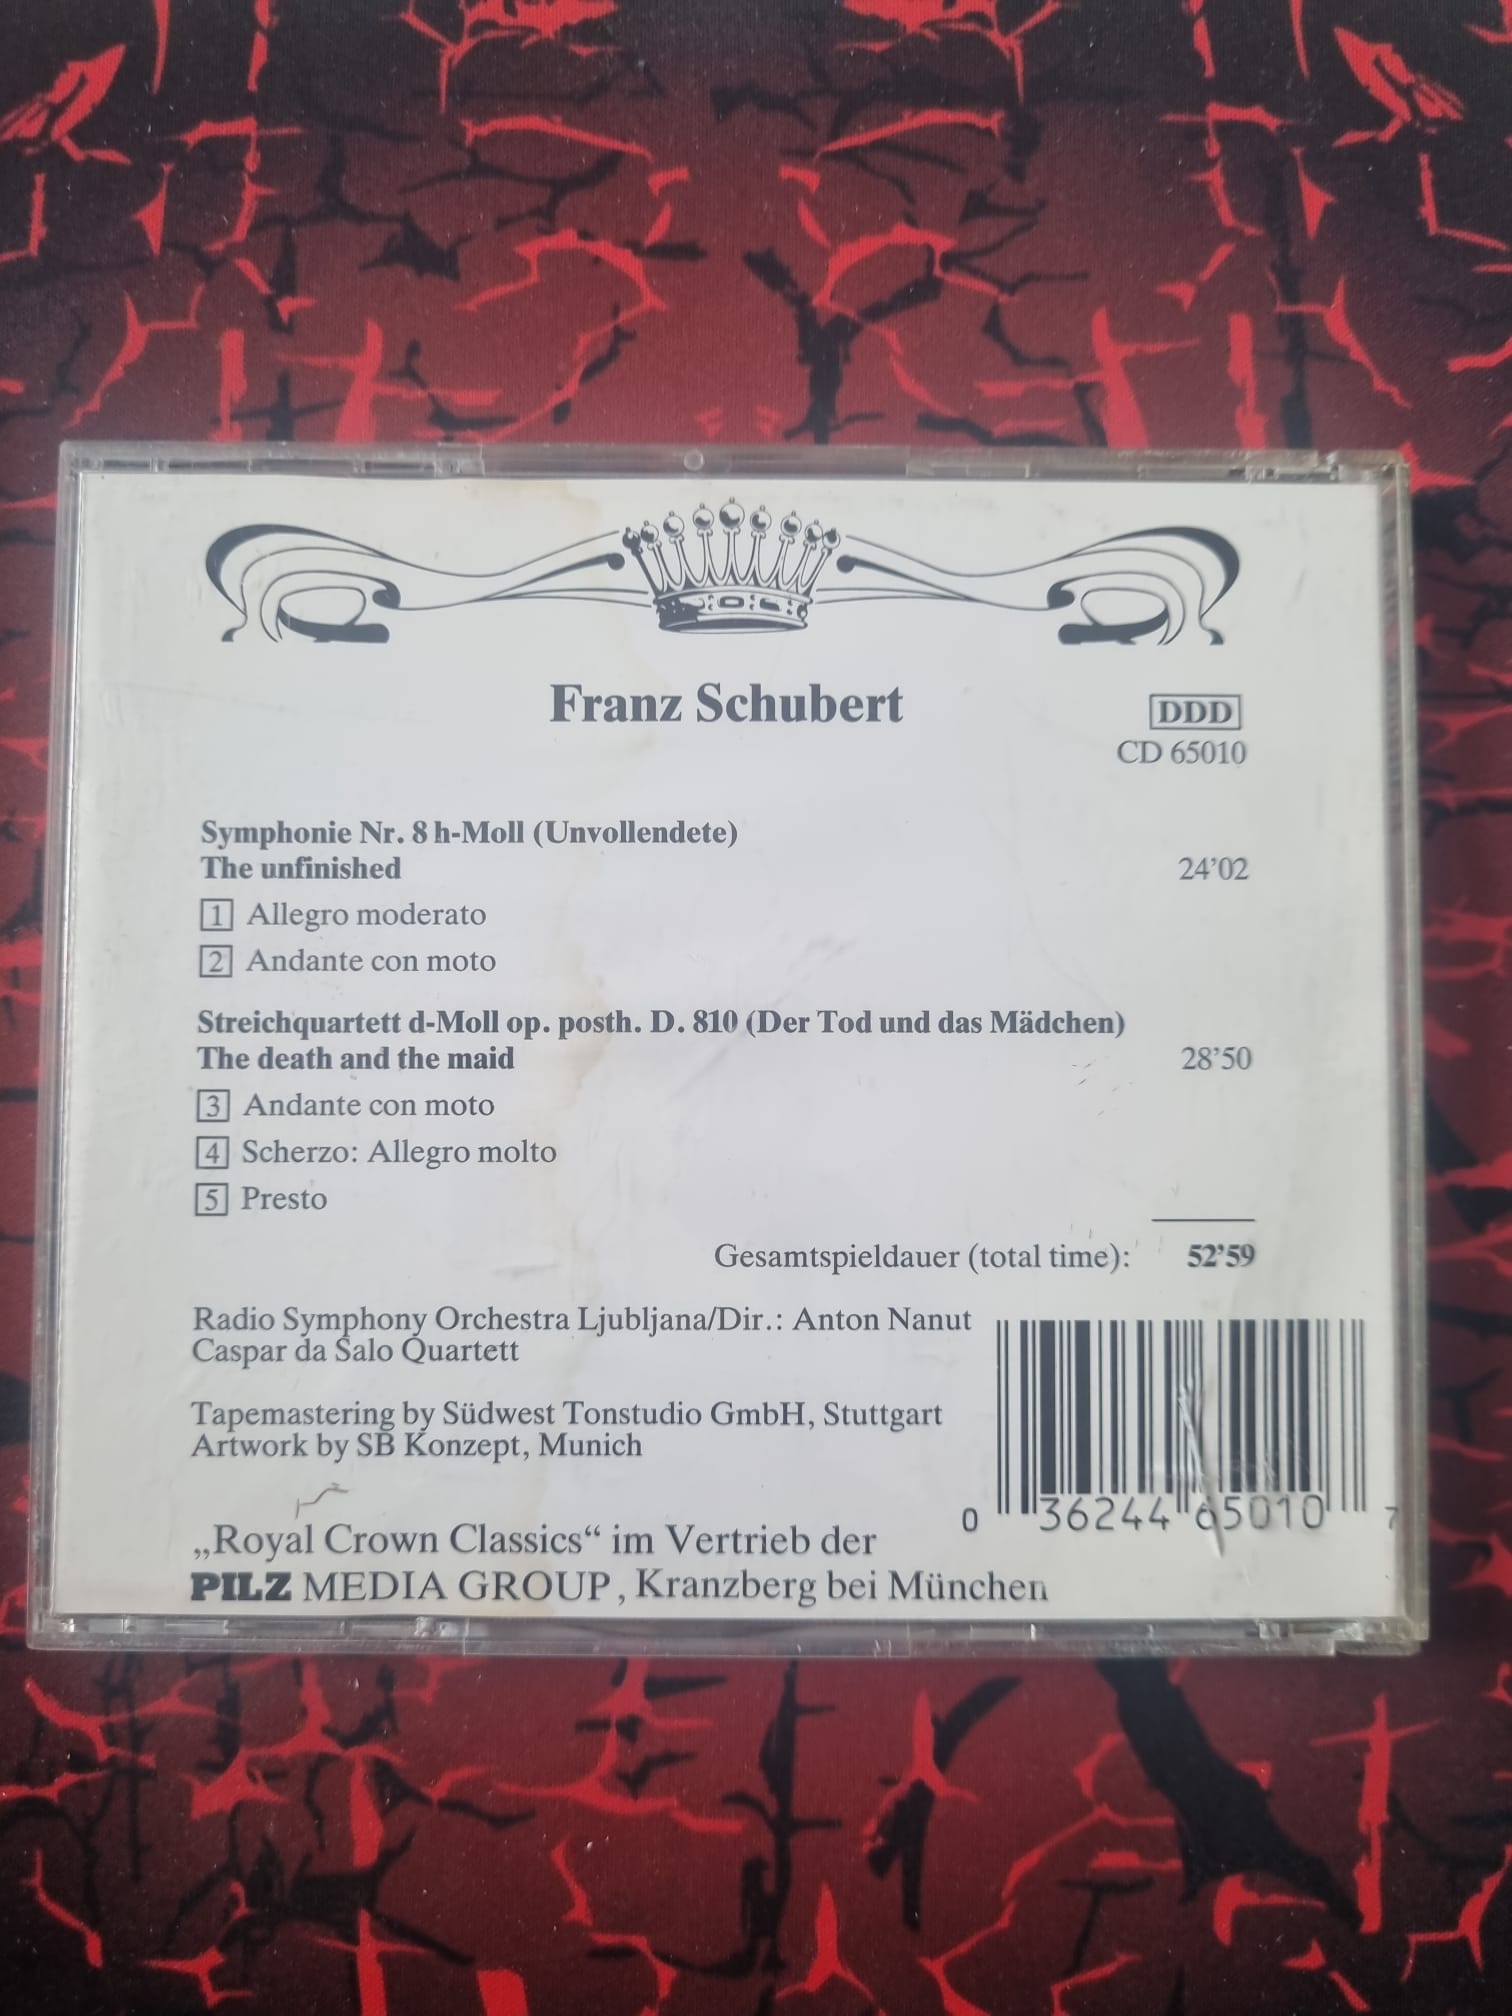 Franz Schubert
DDD
CD 65010
Symphonie Nr. 8 h-Moll (Unvollendete)
The unfinished 24’02
1 Allegro moderato
2 Andante con moto
Streichquartett d-Moll op. posth. D. 810 (Der Tod und das Mädchen)
The death and the maid 28’50
3 Andante con moto
4 Scherzo: Allegro molto
5 Presto
Gesamtspieldauer (total time): 52’59
Radio Symphony Orchestra Ljubljana/Dir.: Anton Nanut
Caspar da Salo Quartett
Tapemastering by Südwest Tonstudio GmbH, Stuttgart
Artwork by SB Konzept, Munich
0 36244 65010 7
„Royal Crown Classics“ im Vertrieb der
PILZ MEDIA GROUP, Kranzberg bei München